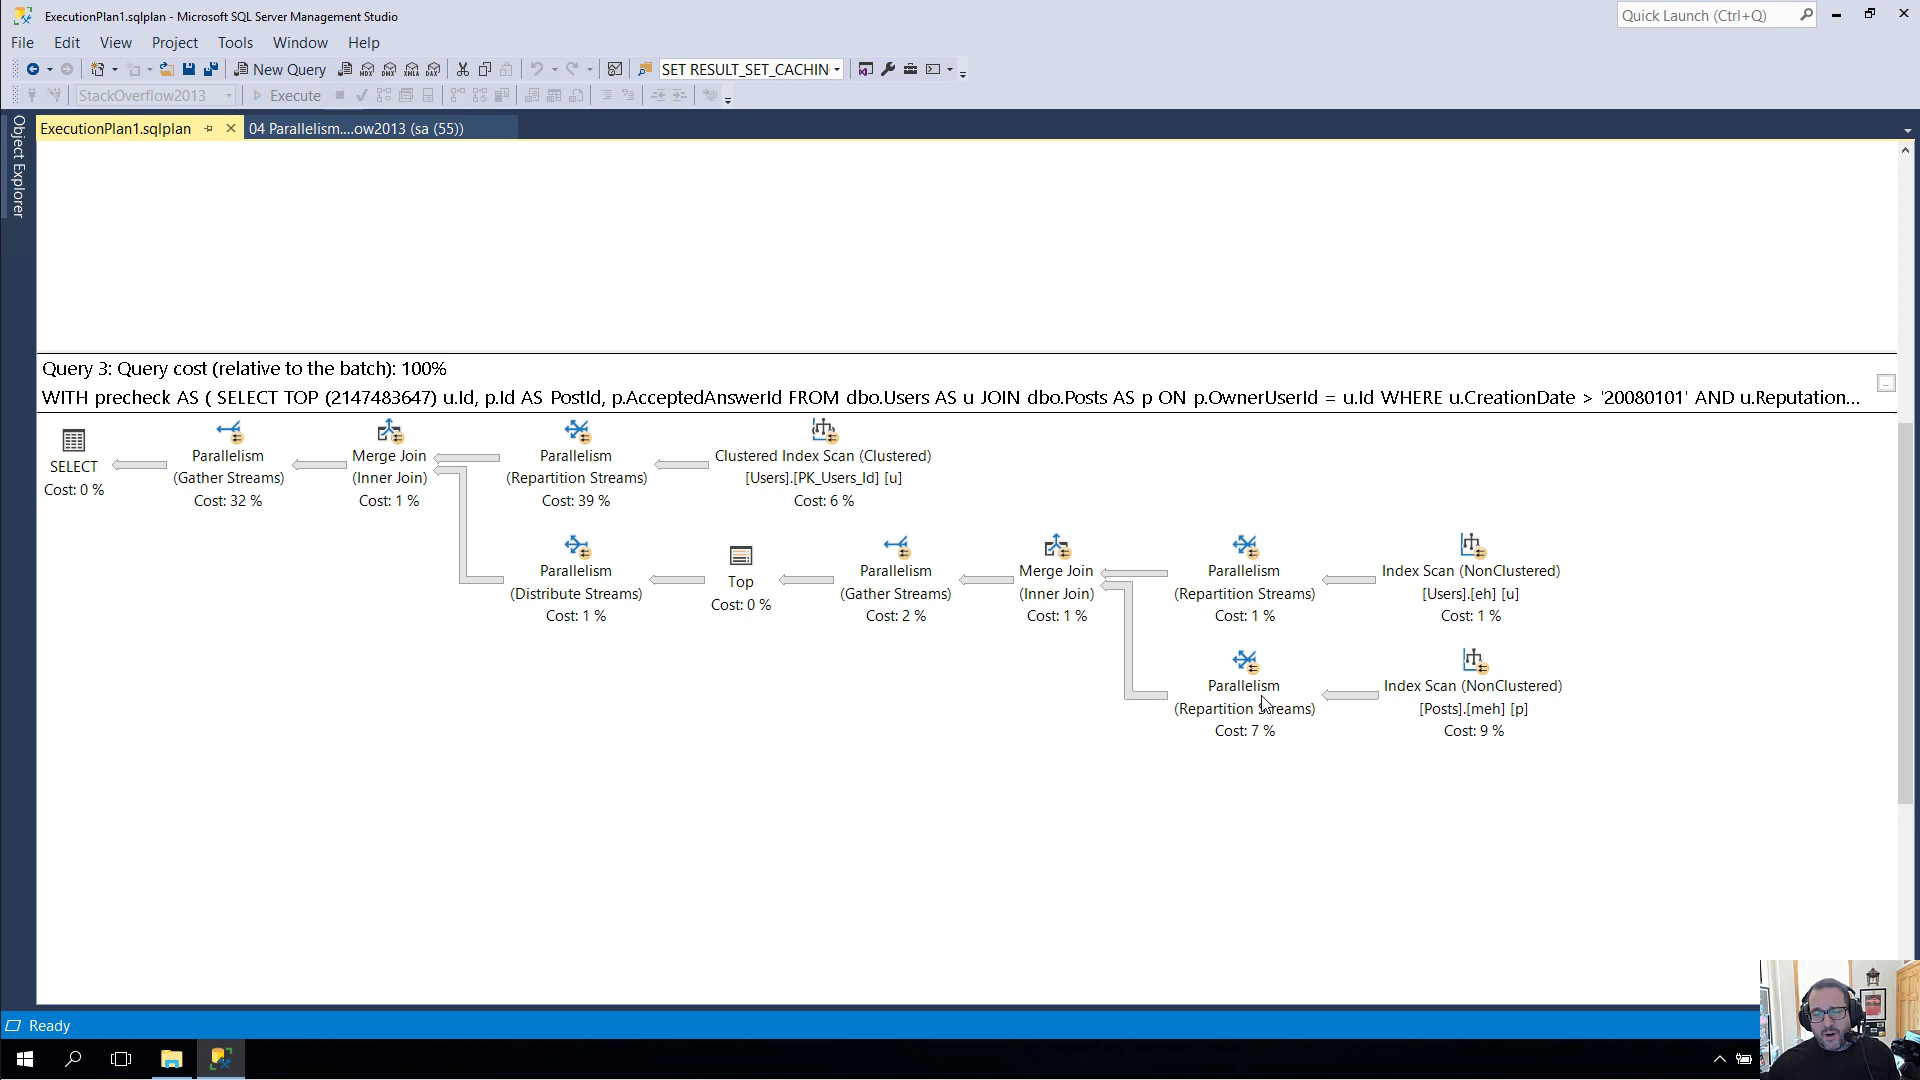 ExecutionPlan1.sqlplan - Microsoft SQL Server Management Studio
Quick Launch (Ctrl+Q)
File Edit View Project Tools Window Help
New Query MDX DMX XMLA DAX SET RESULT_SET_CACHIN
StackOverflow2013 Execute
Object Explorer
ExecutionPlan1.sqlplan 04 Parallelism....ow2013 (sa (55))
Query 3: Query cost (relative to the batch): 100%
WITH precheck AS ( SELECT TOP (2147483647) u.Id, p.Id AS PostId, p.AcceptedAnswerId FROM dbo.Users AS u JOIN dbo.Posts AS p ON p.OwnerUserId = u.Id WHERE u.CreationDate > '20080101' AND u.Reputation...
...
SELECT
Cost: 0 %
Parallelism
(Gather Streams)
Cost: 32 %
Merge Join
(Inner Join)
Cost: 1 %
Parallelism
(Repartition Streams)
Cost: 39 %
Clustered Index Scan (Clustered)
[Users].[PK_Users_Id] [u]
Cost: 6 %
Parallelism
(Distribute Streams)
Cost: 1 %
Top
Cost: 0 %
Parallelism
(Gather Streams)
Cost: 2 %
Merge Join
(Inner Join)
Cost: 1 %
Parallelism
(Repartition Streams)
Cost: 1 %
Index Scan (NonClustered)
[Users].[eh] [u]
Cost: 1 %
Parallelism
(Repartition Streams)
Cost: 7 %
Index Scan (NonClustered)
[Posts].[meh] [p]
Cost: 9 %
Ready